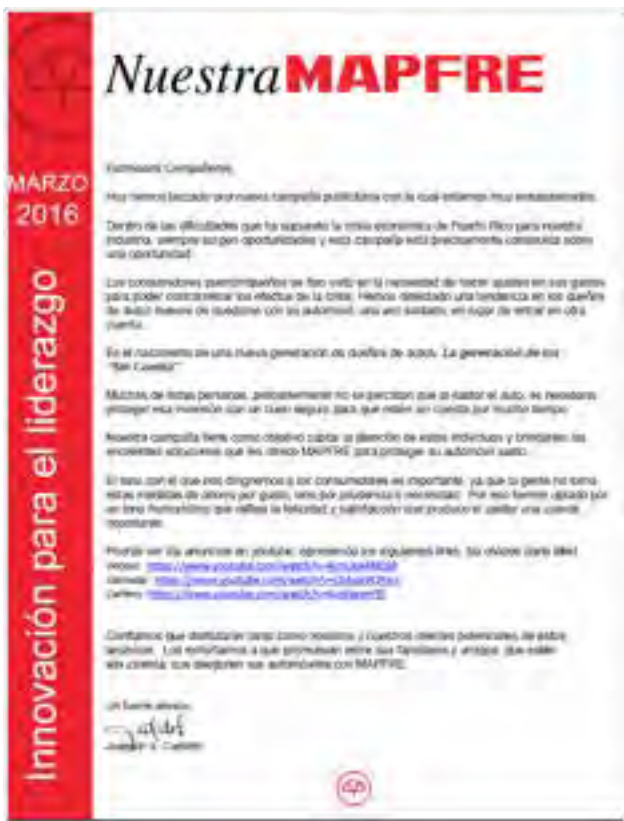 Nuestra MAPFRE
MARZO
2016
Innovación para el liderazgo
Compañeros,
Hoy hemos lanzado una nueva campaña publicitaria con la cual estamos muy entusiasmados.
Dentro de las dificultades que ha supuesto la crisis económica de Puerto Rico para nuestra
industria, siempre surgen oportunidades y esta campaña está precisamente construida sobre
una oportunidad.
Los consumidores puertorriqueños se han visto en la necesidad de hacer ajustes en sus gastos
para poder contrarrestar los efectos de la crisis. Hemos detectado una tendencia en los dueños
de autos nuevos de quedarse con su automóvil, una vez saldado, en lugar de entrar en otra
cuenta.
Es el nacimiento de una nueva generación de dueños de autos. La generación de los
"Sin Cuenta"
Muchas de estas personas, probablemente no se percatan que al saldar el auto, es necesario
proteger esa inversión con un buen seguro para que estén sin cuenta por mucho tiempo.
Nuestra campaña tiene como objetivo captar la atención de estos individuos y brindarles las
excelentes soluciones que les ofrece MAPFRE para proteger su automóvil saldo.
El tono con el que nos dirigimos a los consumidores es importante, ya que la gente no toma
estas medidas de ahorro por gusto, sino por prudencia o necesidad. Por eso hemos optado por
un tono humorístico que refleja la felicidad y satisfacción que produce el saldar una cuenta
importante.
Podrán ver los anuncios en youtube, oprimiendo los siguientes links.
Confiamos que disfrutarán tanto como nosotros y nuestros clientes potenciales de estos
anuncios. Los exhortamos a que promuevan entre sus familiares y amigos que estén
sin cuenta, que aseguren sus automóviles con MAPFRE.
Un fuerte abrazo,